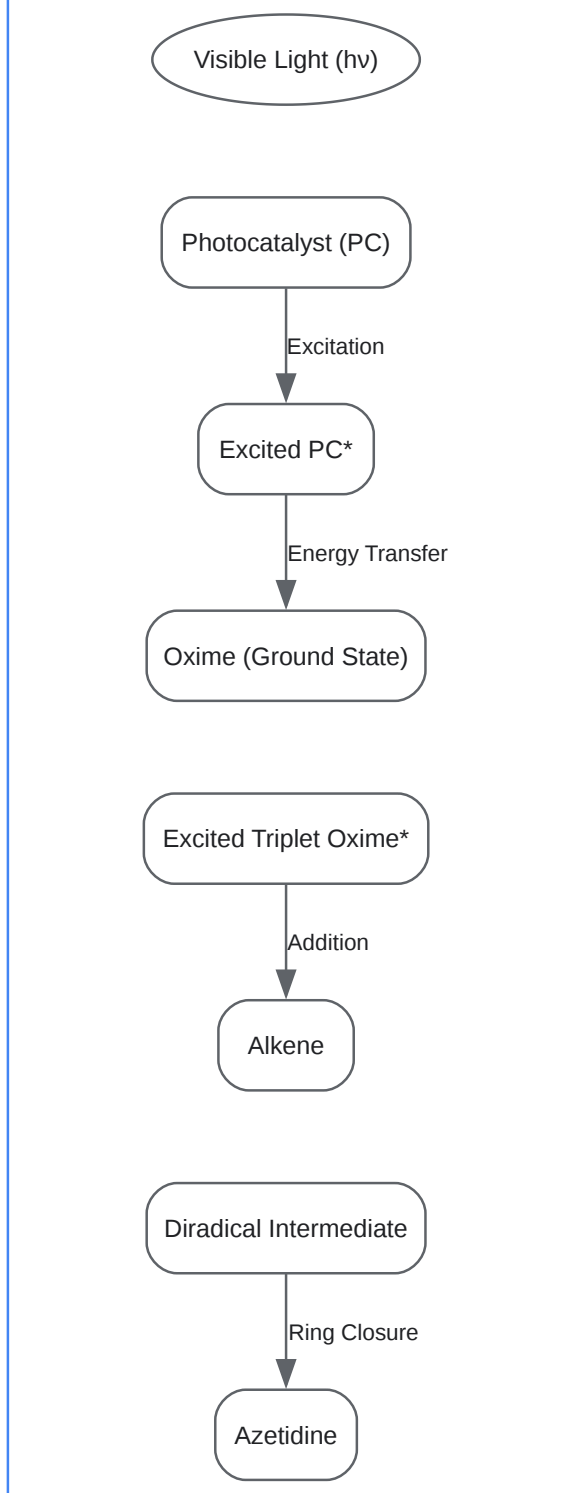 Visible Light (hν)
Photocatalyst (PC)
Excitation
Excited PC*
Energy Transfer
Oxime (Ground State)
Excited Triplet Oxime*
Addition
Alkene
Diradical Intermediate
Ring Closure
Azetidine